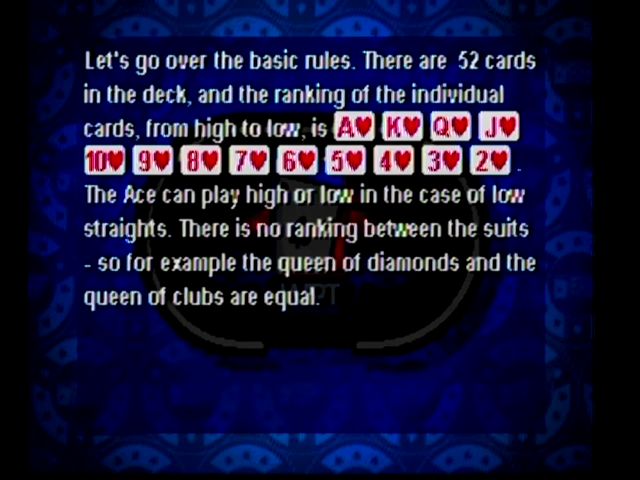 Let's go over the basic rules. There are 52 cards
in the deck, and the ranking of the individual
cards, from high to low, is A♥ K♥ Q♥ J♥
10♥ 9♥ 8♥ 7♥ 6♥ 5♥ 4♥ 3♥ 2♥ .
The Ace can play high or low in the case of low
straights. There is no ranking between the suits
- so for example the queen of diamonds and the
queen of clubs are equal.
WPT